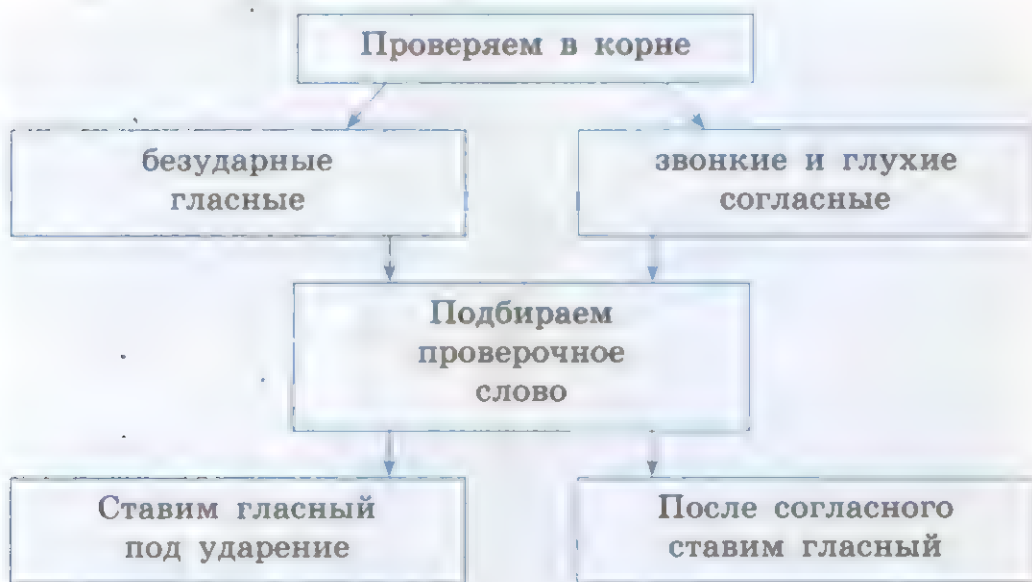 Проверяем в корне
безударные
гласные
звонкие и глухие
согласные
Подбираем
проверочное
слово
Ставим гласный
под ударение
После согласного
ставим гласный